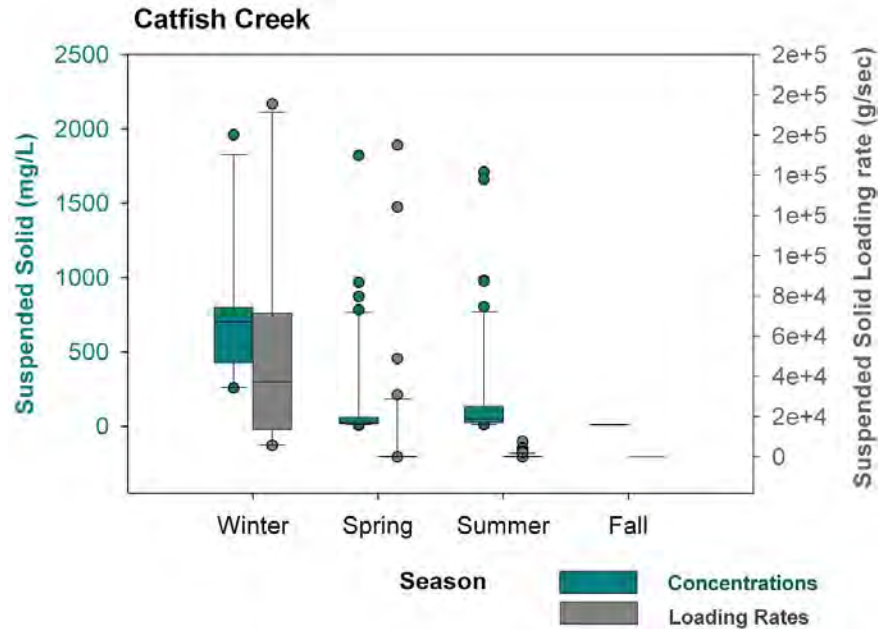 Catfish Creek
Suspended Solid (mg/L)
2500
2000
1500
1000
500
0
2e+5
2e+5
2e+5
1e+5
1e+5
1e+5
8e+4
6e+4
4e+4
2e+4
0
Suspended Solid Loading rate (g/sec)
Winter Spring Summer Fall
Season
Concentrations
Loading Rates